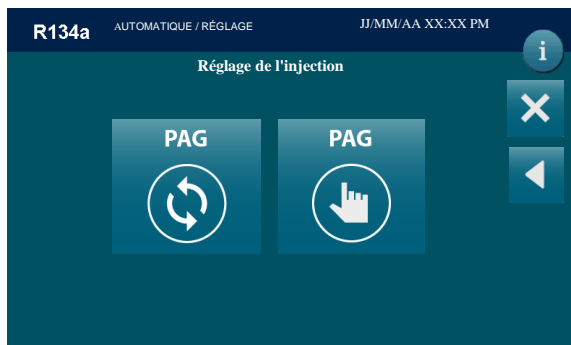 R134a AUTOMATIQUE / RÉGLAGE JJ/MM/AA XX:XX PM
i
Réglage de l'injection
PAG PAG